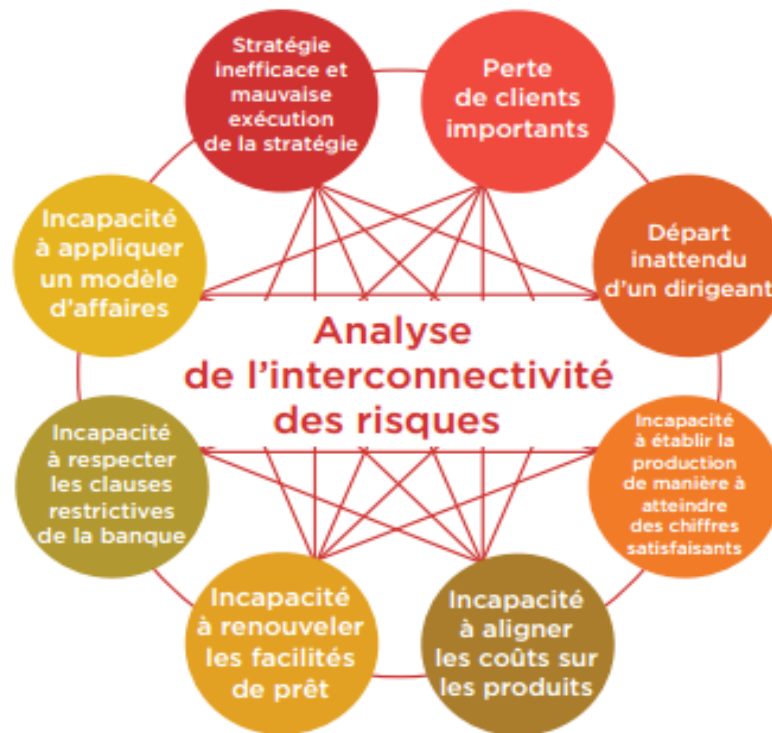 Stratégie
inefficace et
mauvaise
exécution
de la stratégie
Perte
de clients
importants
Départ
inattendu
d'un dirigeant
Incapacité
à établir la
production
de manière à
atteindre
des chiffres
satisfaisants
Incapacité
à aligner
les coûts sur
les produits
Incapacité
à renouveler
les facilités
de prêt
Incapacité
à respecter
les clauses
restrictives
de la banque
Incapacité
à appliquer
un modèle
d'affaires
Analyse
de l'interconnectivité
des risques